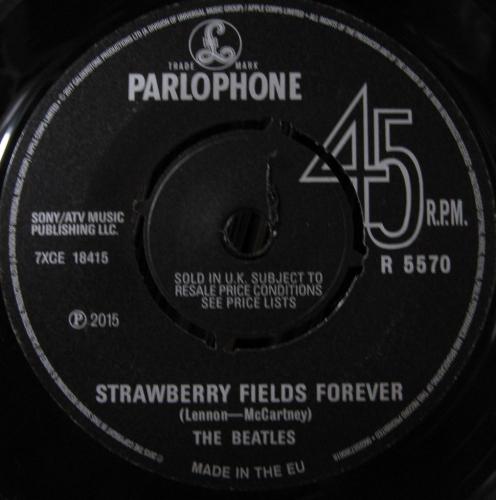 TRADE MARK
PARLOPHONE
45 R.P.M.
R 5570
SONY/ATV MUSIC
PUBLISHING LLC.
7XCE 18415
SOLD IN U.K. SUBJECT TO
RESALE PRICE CONDITIONS
SEE PRICE LISTS
℗ 2015
STRAWBERRY FIELDS FOREVER
(Lennon—McCartney)
THE BEATLES
MADE IN THE EU